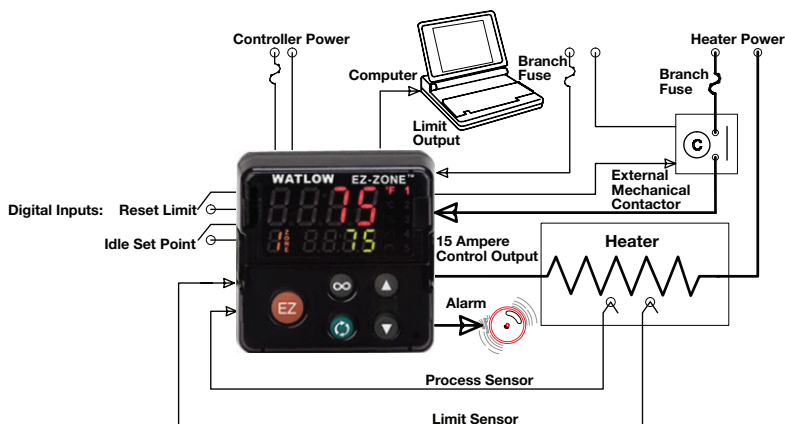 Controller Power
Heater Power
Computer
Branch
Fuse
Branch
Fuse
Limit
Output
C
WATLOW EZ-ZONE™
°F 1
75
External
Mechanical
Contactor
Digital Inputs: Reset Limit
Idle Set Point
1 ZONE 75
15 Ampere
Control Output
Heater
EZ
Alarm
Process Sensor
Limit Sensor